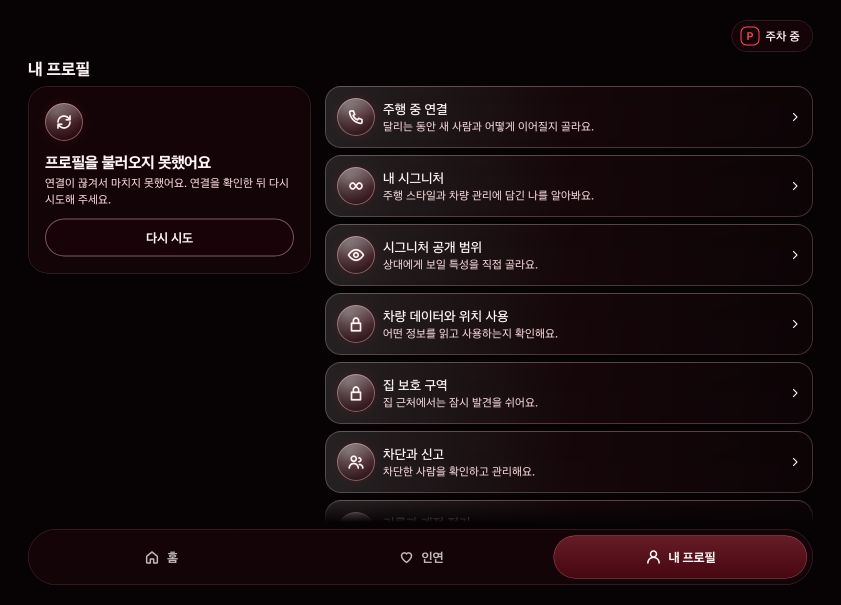 P 주차 중
내 프로필
프로필을 불러오지 못했어요
연결이 끊겨서 마치지 못했어요. 연결을 확인한 뒤 다시
시도해 주세요.
다시 시도
주행 중 연결
달리는 동안 새 사람과 어떻게 이어질지 골라요.
내 시그니처
주행 스타일과 차량 관리에 담긴 나를 알아봐요.
시그니처 공개 범위
상대에게 보일 특성을 직접 골라요.
차량 데이터와 위치 사용
어떤 정보를 읽고 사용하는지 확인해요.
집 보호 구역
집 근처에서는 잠시 발견을 쉬어요.
차단과 신고
차단한 사람을 확인하고 관리해요.
홈
인연
내 프로필